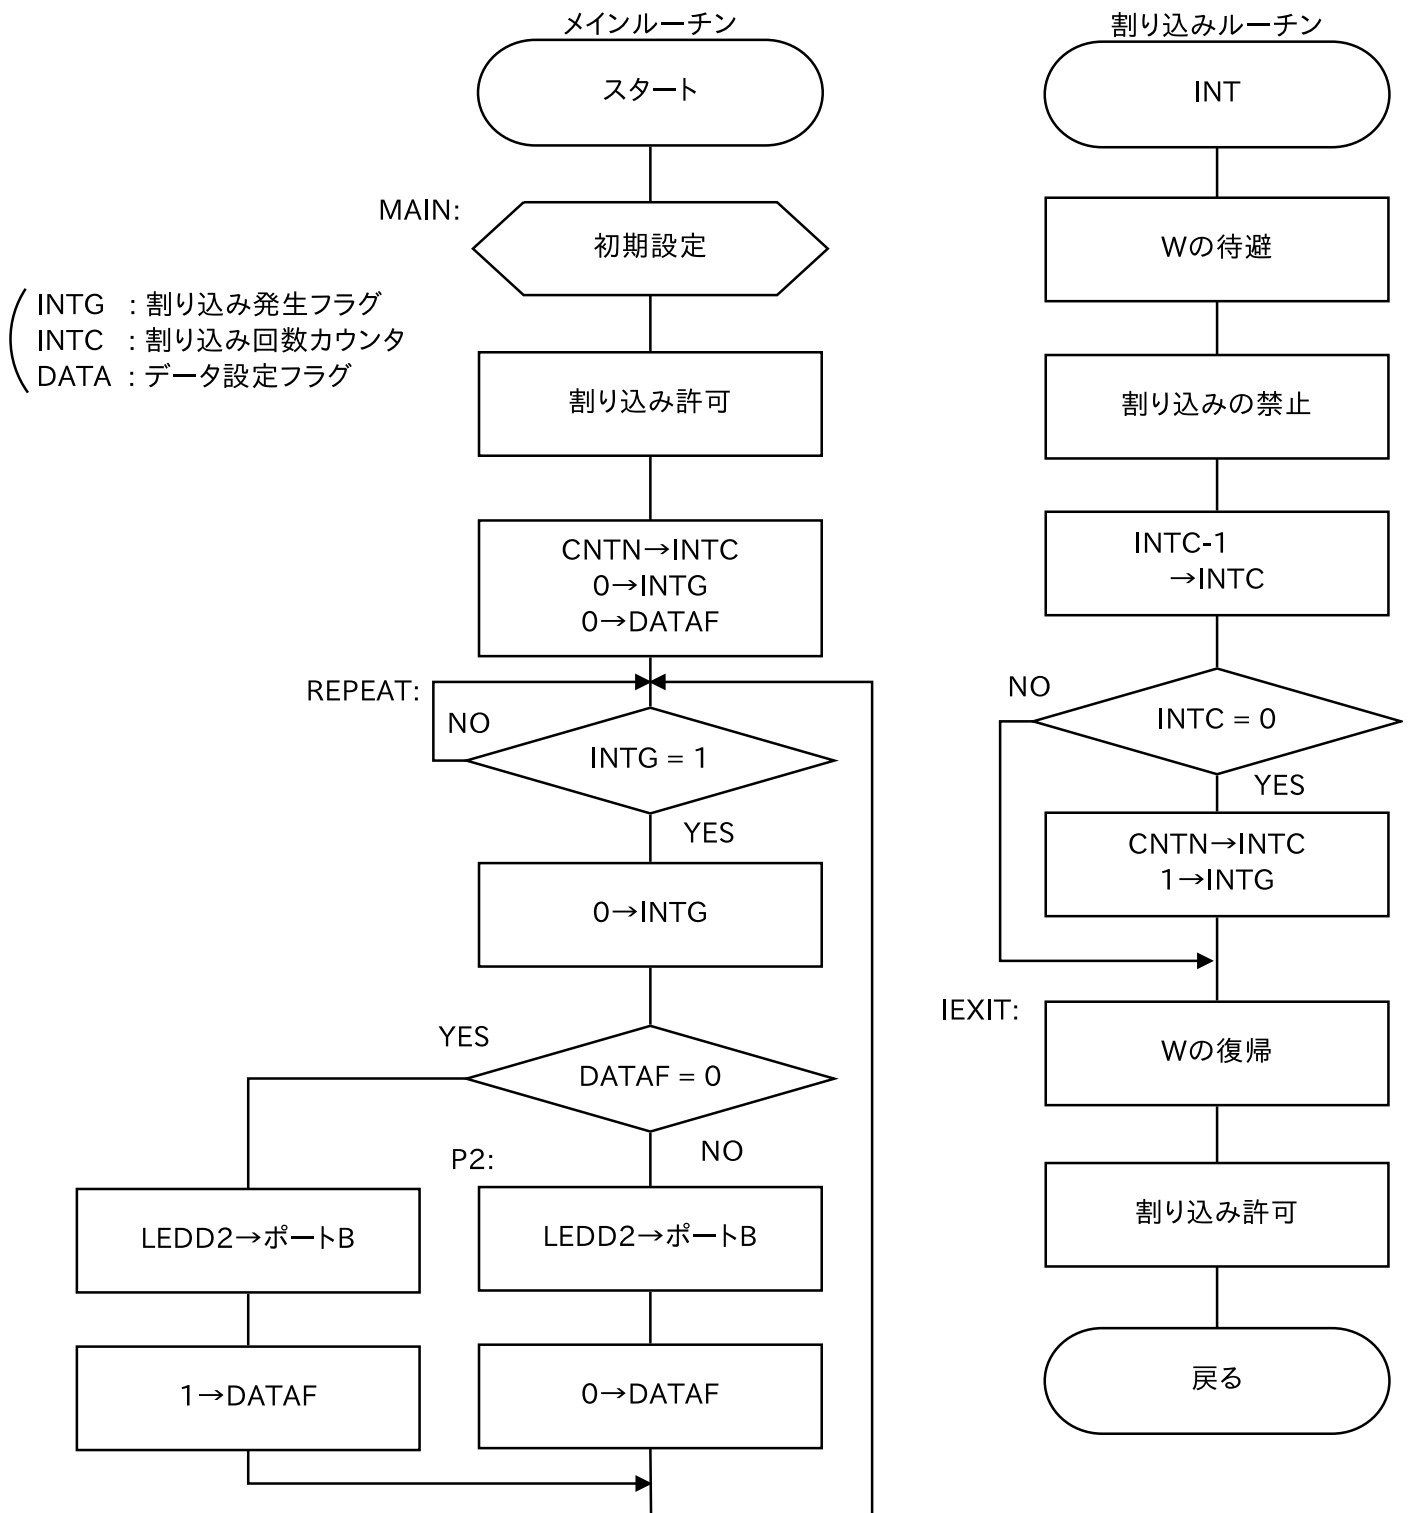 メインルーチン
スタート
MAIN:
初期設定
INTG : 割り込み発生フラグ
INTC : 割り込み回数カウンタ
DATA : データ設定フラグ
割り込み許可
CNTN→INTC
0→INTG
0→DATAF
REPEAT:
NO
INTG = 1
YES
0→INTG
YES
DATAF = 0
NO
P2:
LEDD2→ポートB
LEDD2→ポートB
1→DATAF
0→DATAF
割り込みルーチン
INT
Wの待避
割り込みの禁止
INTC-1
→INTC
NO
INTC = 0
YES
CNTN→INTC
1→INTG
IEXIT:
Wの復帰
割り込み許可
戻る